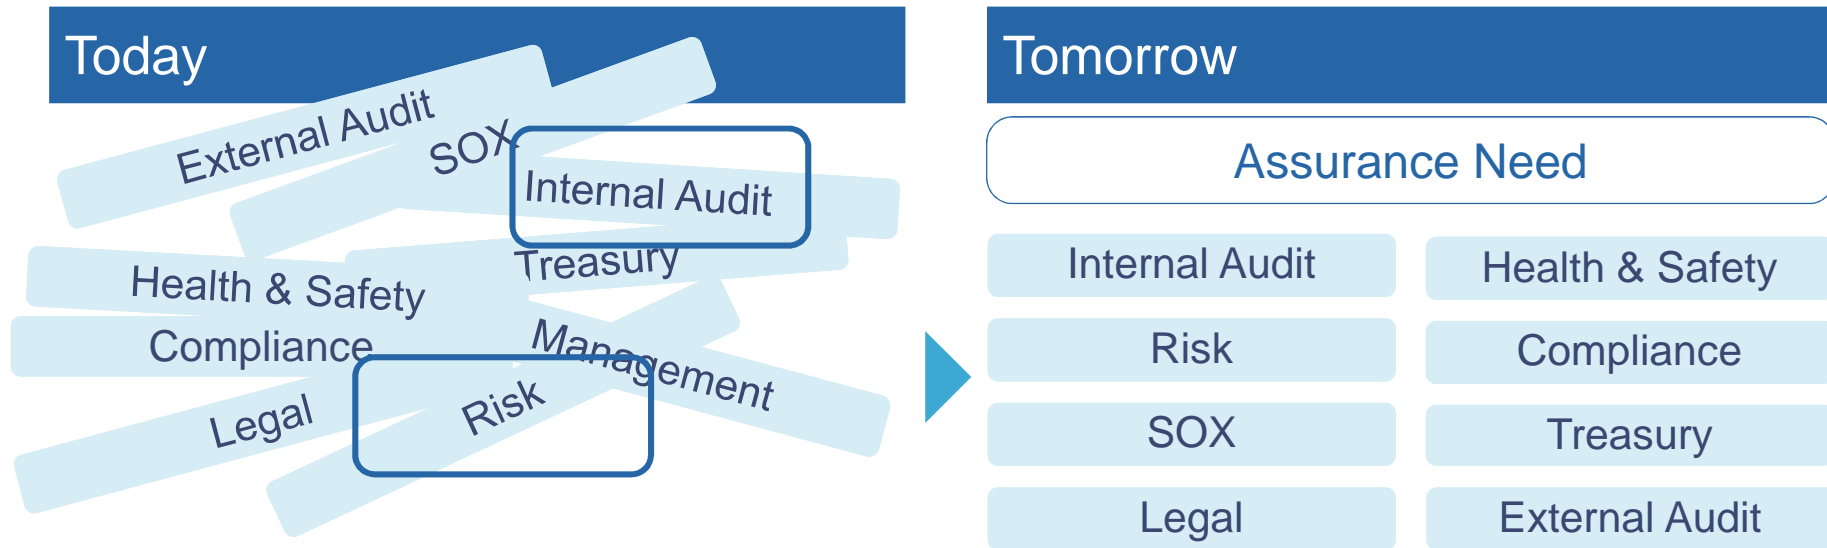 Today
External Audit
SOX
Internal Audit
Treasury
Health & Safety
Compliance
Management
Legal
Risk
Tomorrow
Assurance Need
Internal Audit
Health & Safety
Risk
Compliance
SOX
Treasury
Legal
External Audit